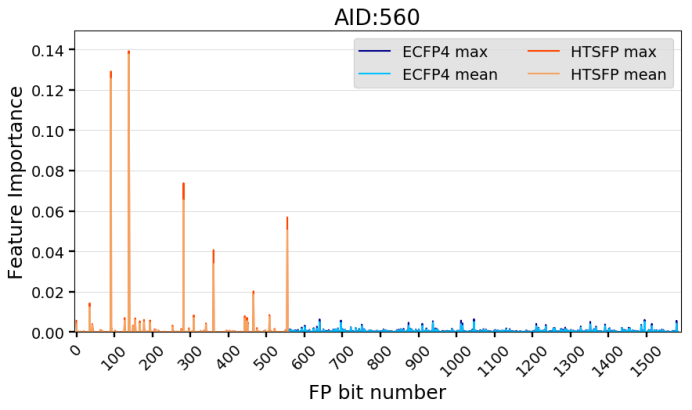 AID:560
ECFP4 max
HTSFP max
ECFP4 mean
HTSFP mean
Feature Importance
0.14
0.12
0.10
0.08
0.06
0.04
0.02
0.00
0 100 200 300 400 500 600 700 800 900 1000 1100 1200 1300 1400 1500
FP bit number